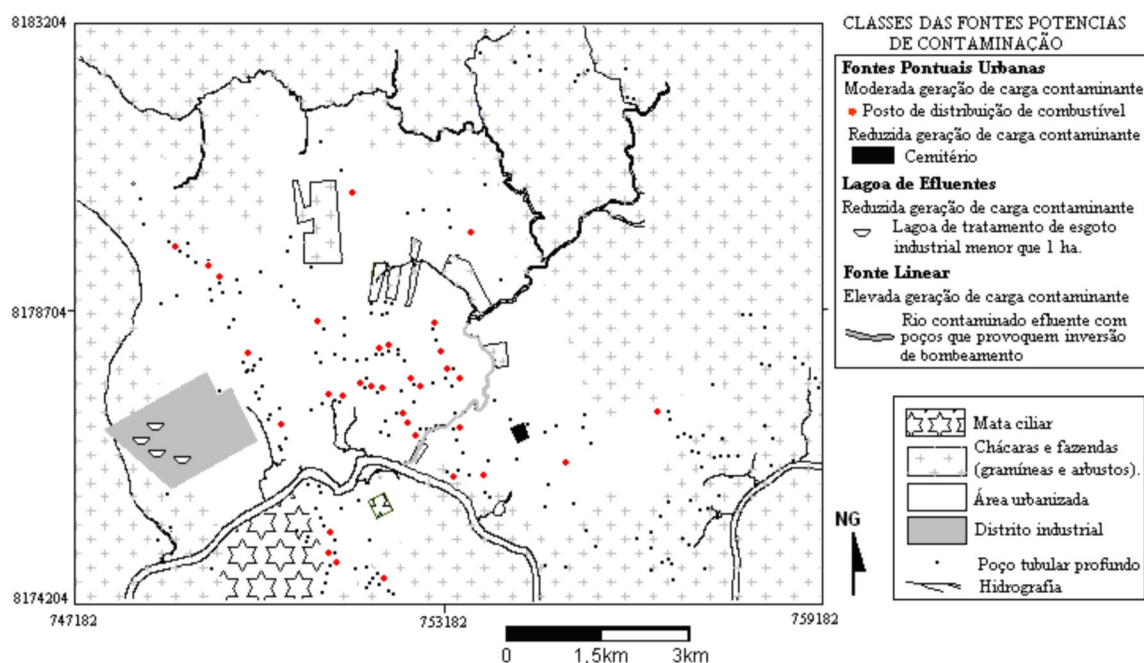 8183204
8178704
8174204
747182
753182
759182
0
1.5km
3km
NG
CLASSES DAS FONTES POTENCIAS
DE CONTAMINAÇÃO
Fontes Pontuais Urbanas
Moderada geração de carga contaminante
Posto de distribuição de combustível
Reduzida geração de carga contaminante
Cemitério
Lagoa de Efluentes
Reduzida geração de carga contaminante
Lagoa de tratamento de esgoto
industrial menor que 1 ha.
Fonte Linear
Elevada geração de carga contaminante
Rio contaminado efluente com
poços que provoquem inversão
de bombeamento
Mata ciliar
Chácaras e fazendas
(gramíneas e arbustos).
Área urbanizada
Distrito industrial
Poço tubular profundo
Hidrografia